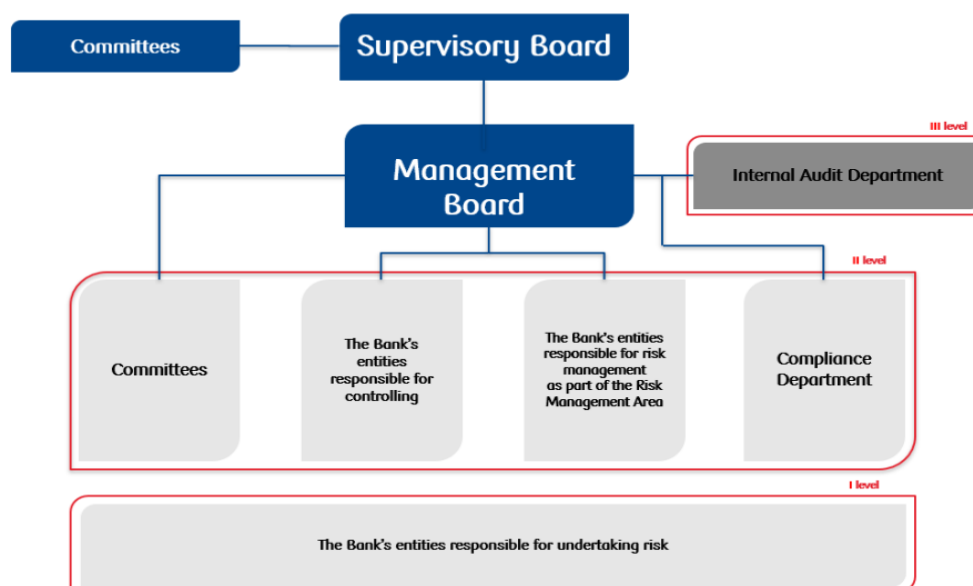 Committees
Supervisory Board
III level
Management
Board
Internal Audit Department
II level
Committees
The Bank's
entities
responsible for
controlling
The Bank's entities
responsible for risk
management
as part of the Risk
Management Area
Compliance
Department
I level
The Bank's entities responsible for undertaking risk